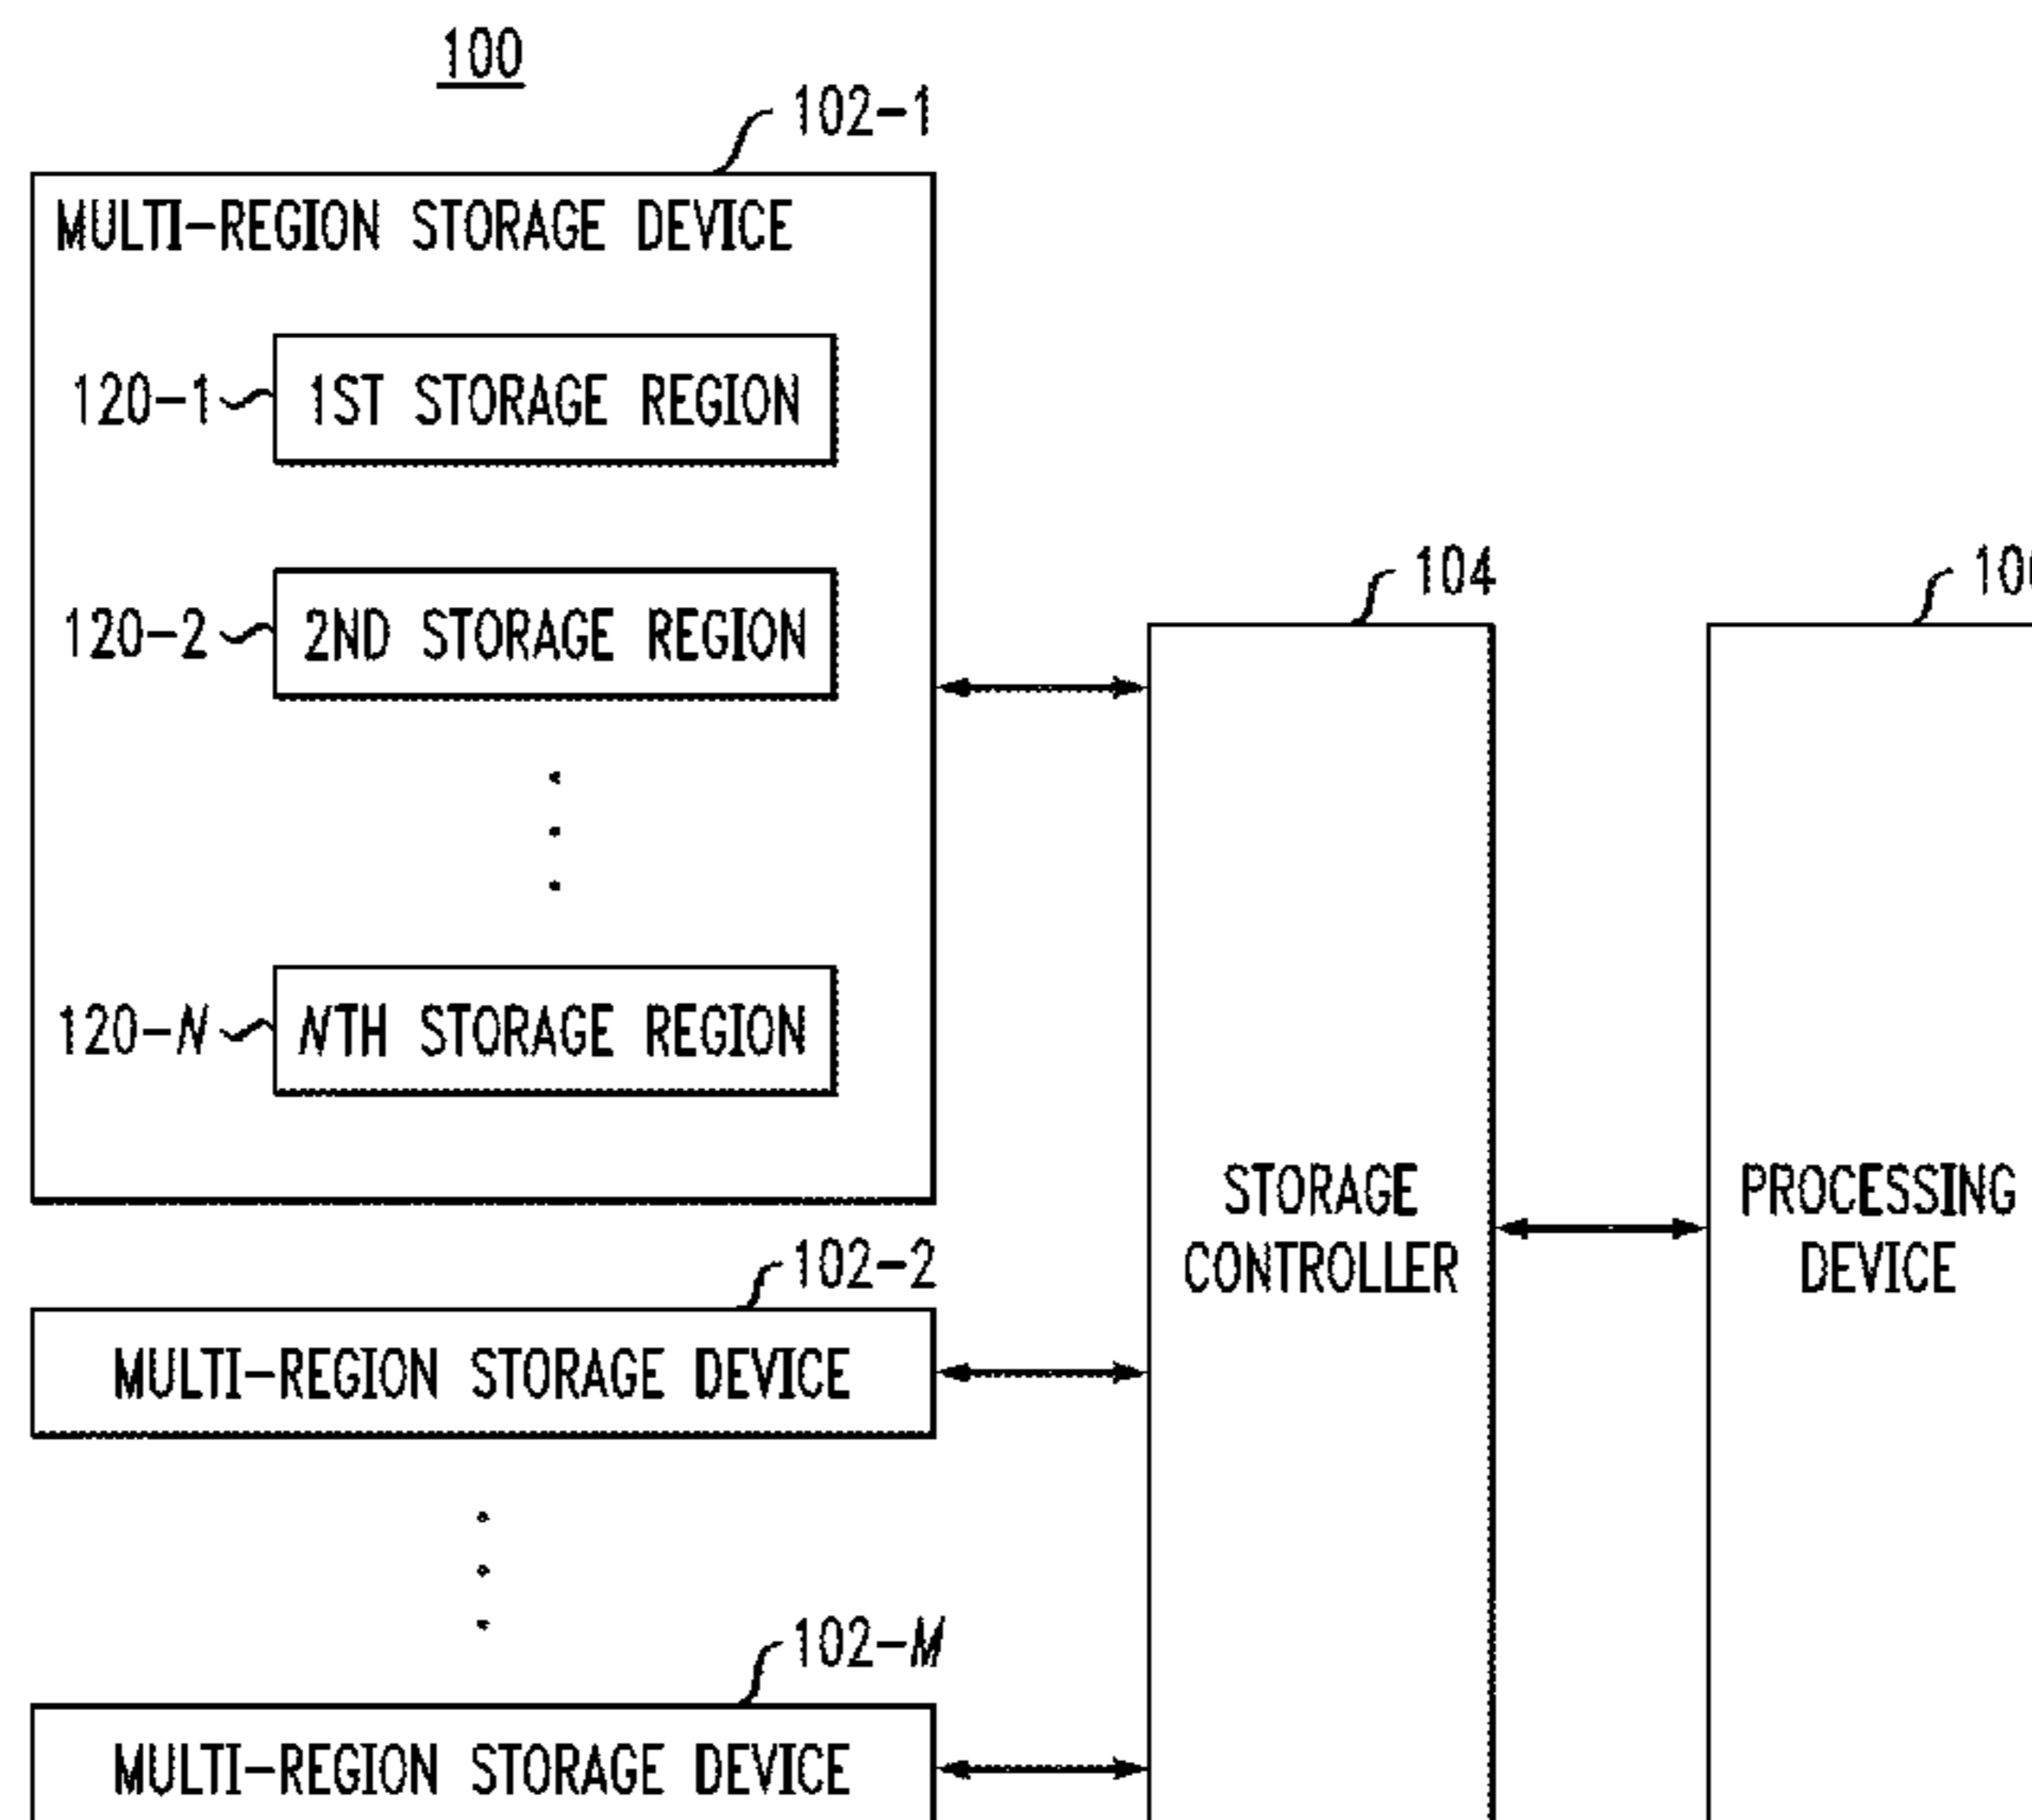 100
102-1
MULTI-REGION STORAGE DEVICE
120-1
1ST STORAGE REGION
120-2
2ND STORAGE REGION
120-N
NTH STORAGE REGION
104
STORAGE
CONTROLLER
PROCESSING
DEVICE
102-2
MULTI-REGION STORAGE DEVICE
102-M
MULTI-REGION STORAGE DEVICE